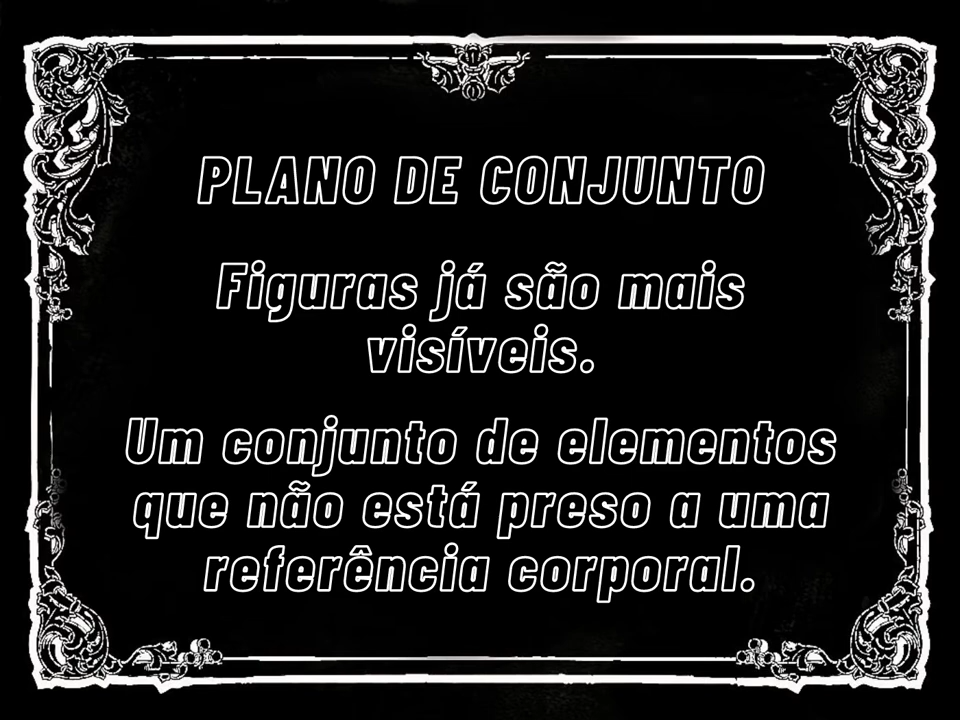 PLANO DE CONJUNTO
Figuras já são mais
visíveis.
Um conjunto de elementos
que não está preso a uma
referência corporal.